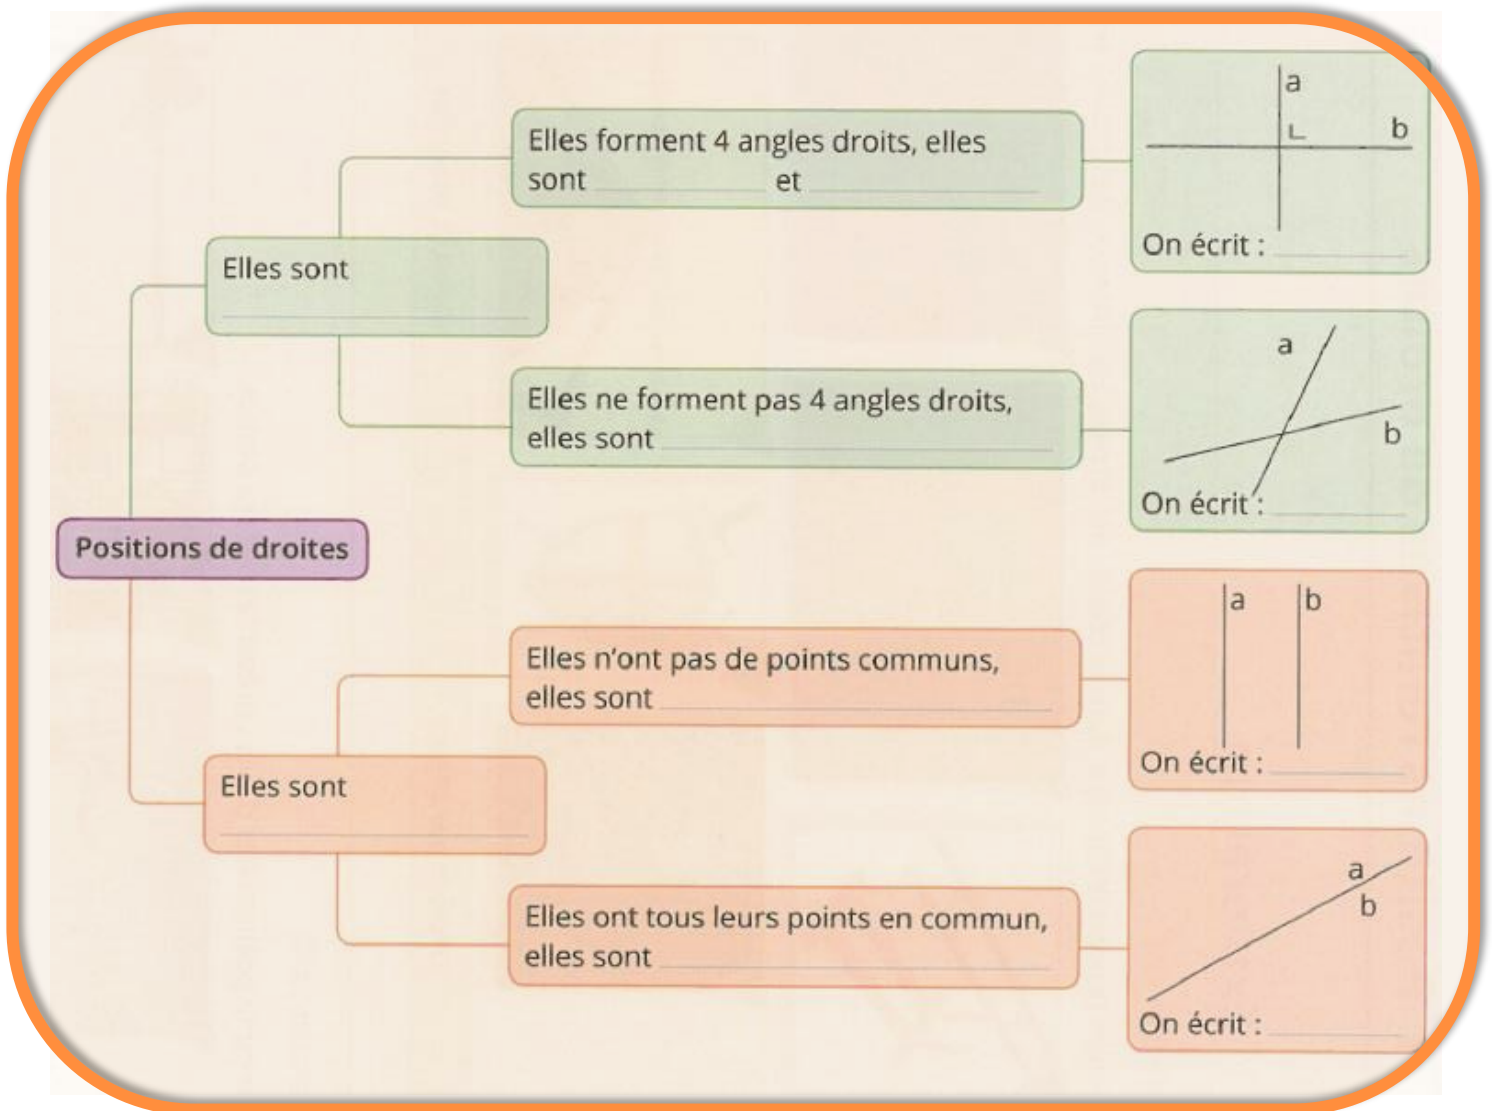 Positions de droites
Elles sont
Elles forment 4 angles droits, elles
sont et
a
b
On écrit :
Elles ne forment pas 4 angles droits,
elles sont
a
b
On écrit :
Elles sont
Elles n'ont pas de points communs,
elles sont
a b
On écrit :
Elles ont tous leurs points en commun,
elles sont
a
b
On écrit :